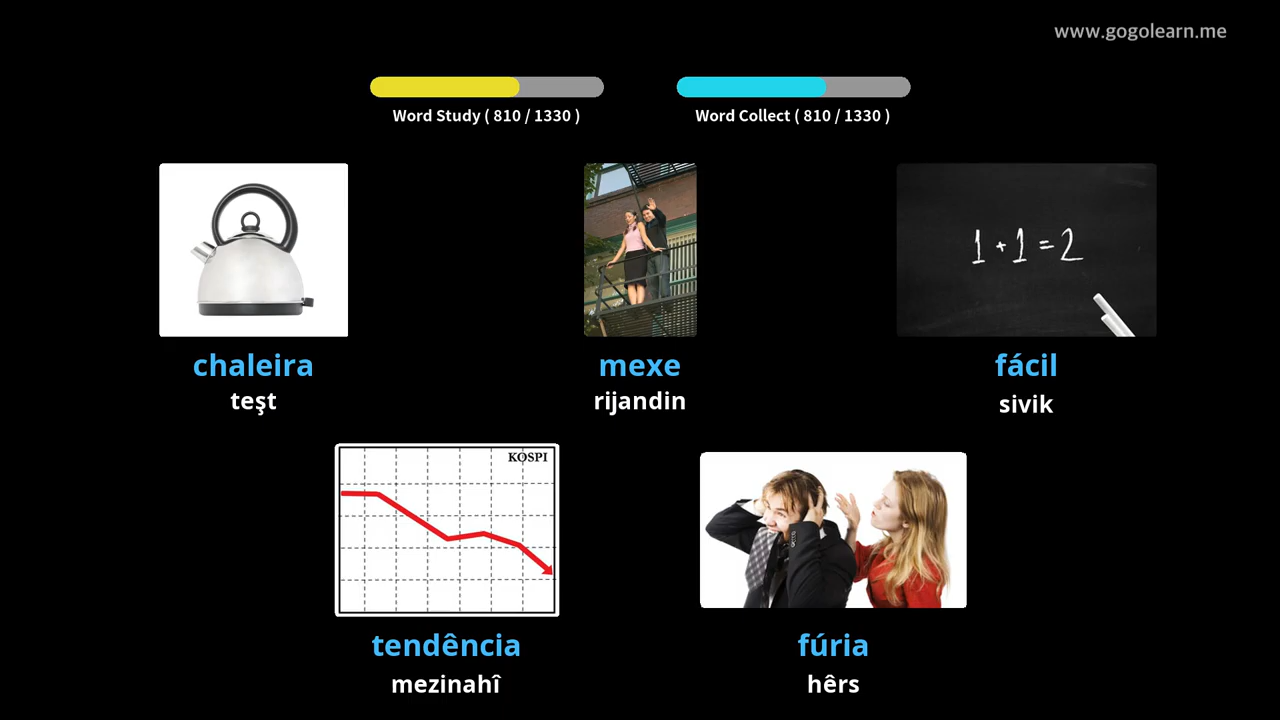 www.gogolearn.me
Word Study ( 810 / 1330 )
Word Collect ( 810 / 1330 )
1 + 1 = 2
chaleira
teşt
mexe
rijandin
fácil
sivik
KOSPI
tendência
mezinahî
fúria
hêrs